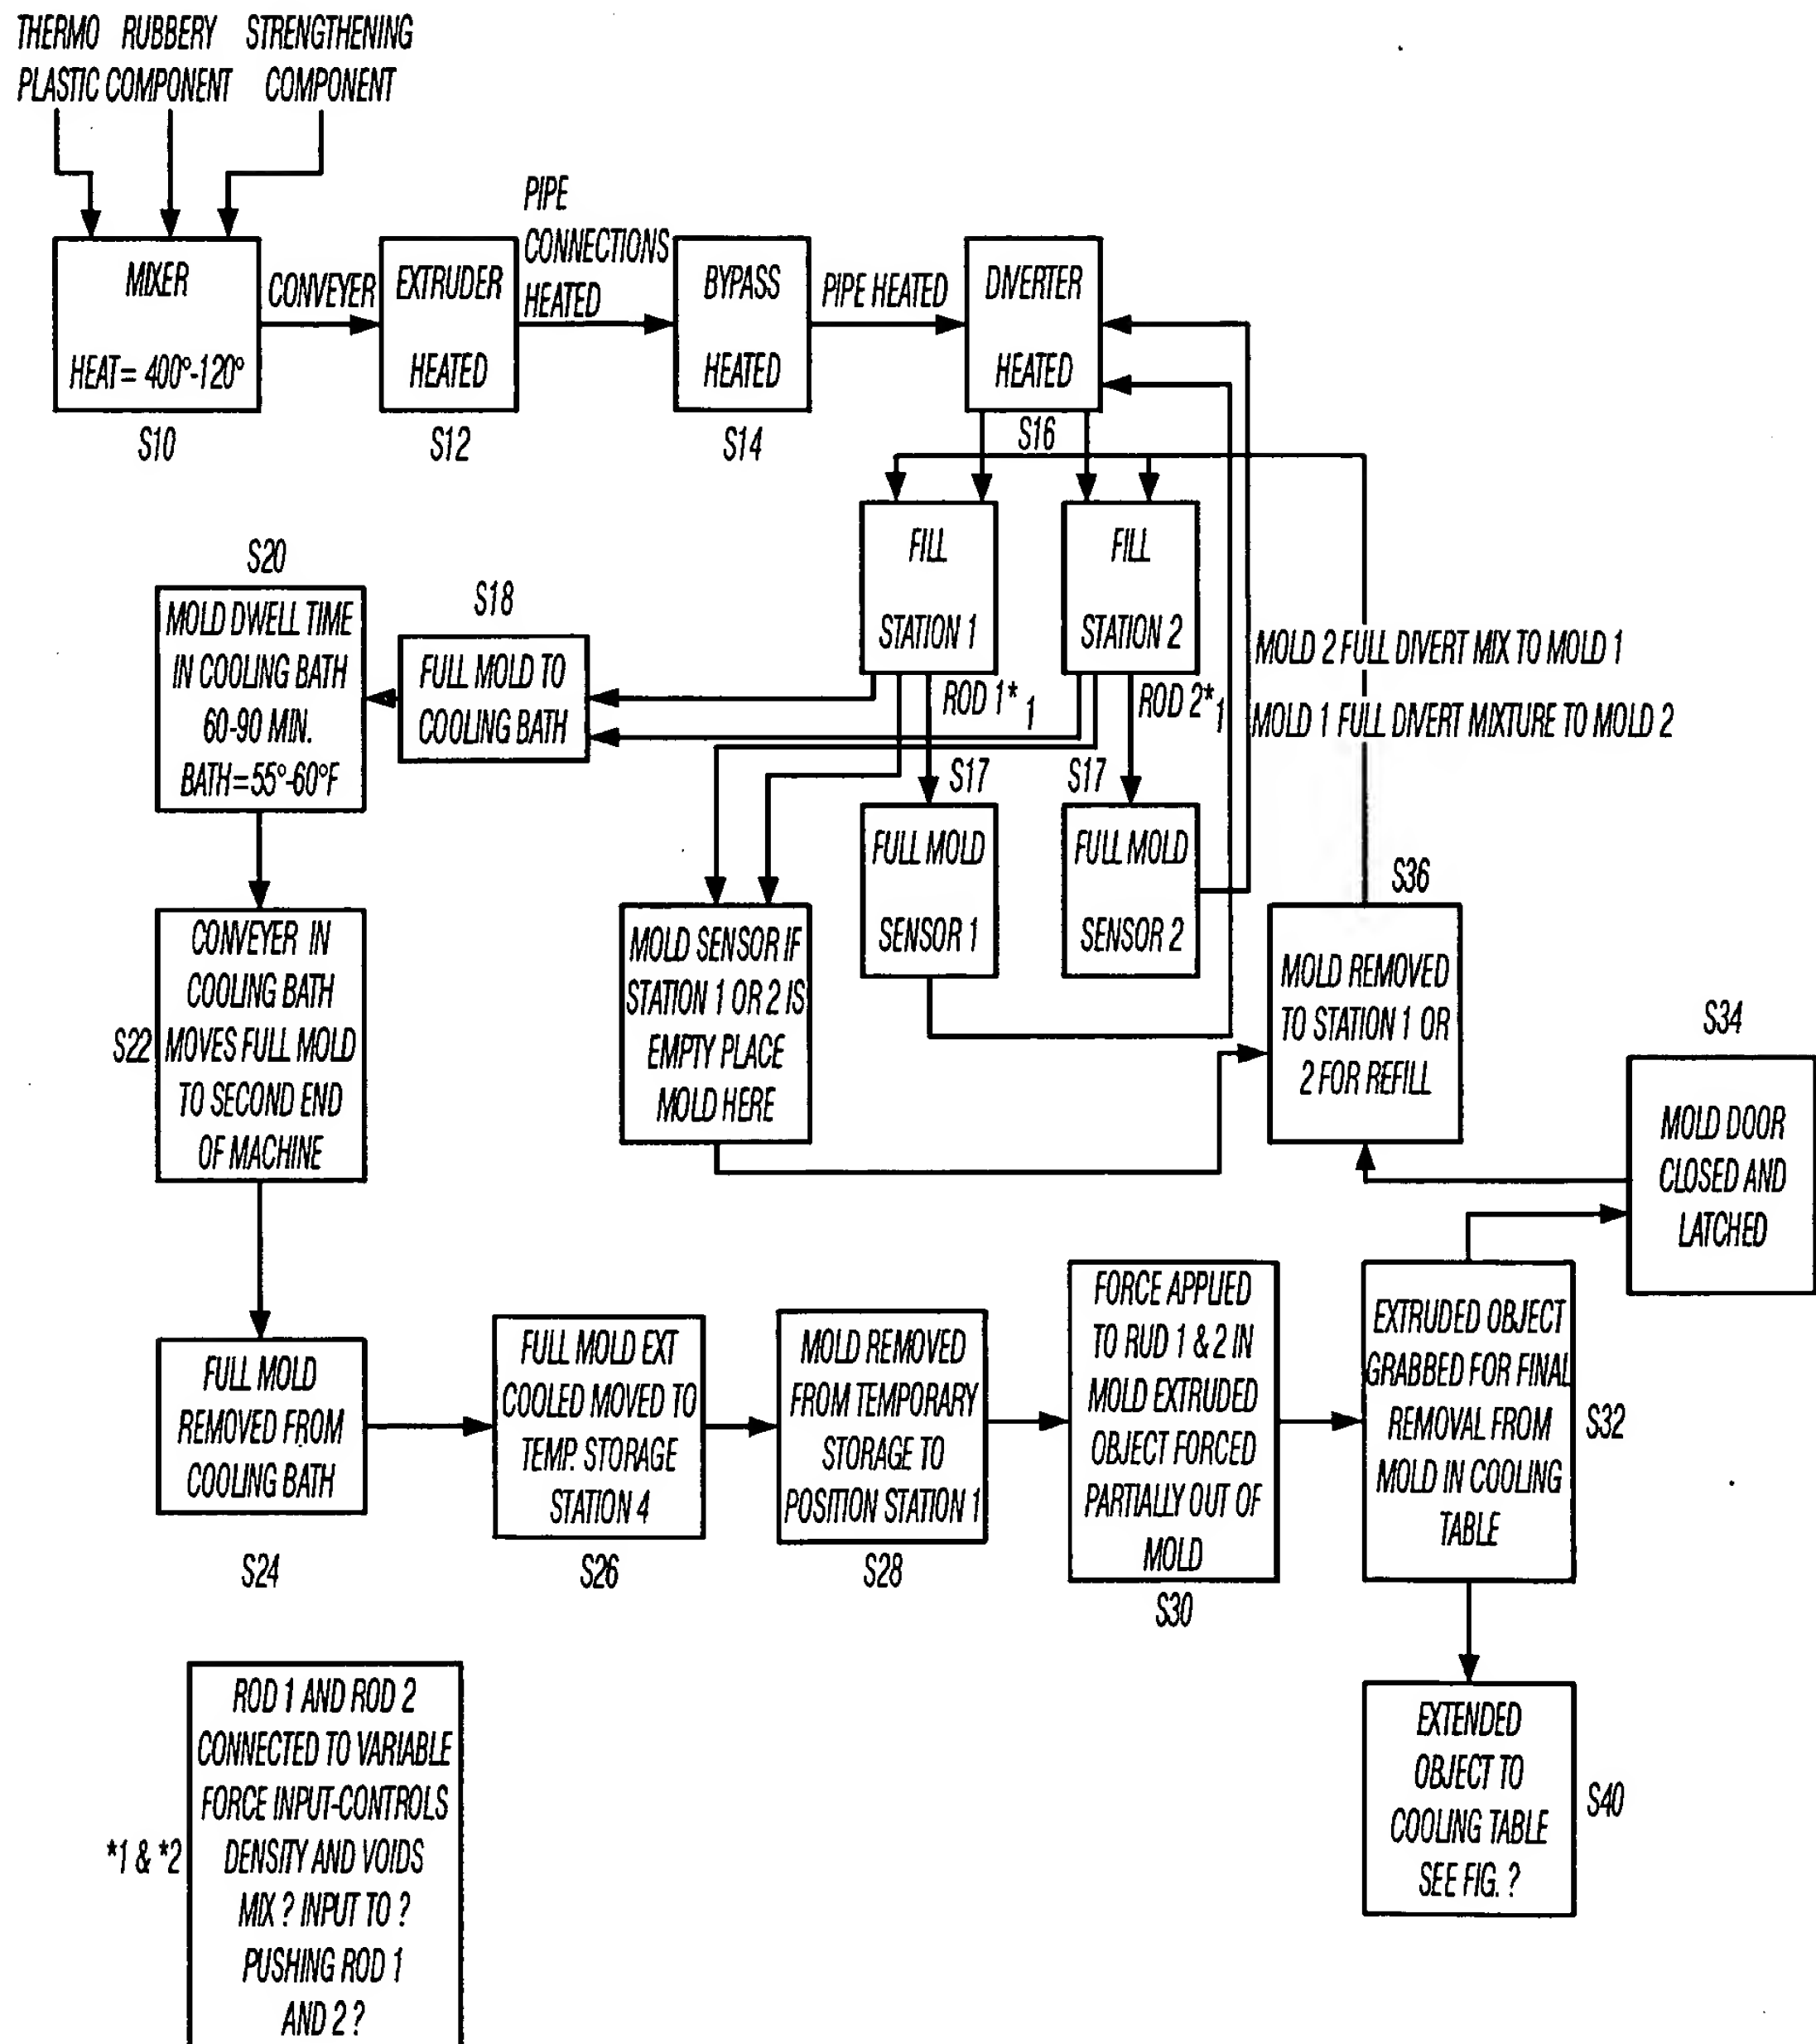 THERMO
PLASTIC
RUBBERY
COMPONENT
STRENGTHENING
COMPONENT
MIXER
HEAT= 400°-120°
S10
CONVEYER
EXTRUDER
HEATED
S12
PIPE
CONNECTIONS
HEATED
BYPASS
HEATED
S14
PIPE HEATED
DIVERTER
HEATED
S16
FILL
STATION 1
FILL
STATION 2
ROD 1*1
ROD 2*1
MOLD 2 FULL DIVERT MIX TO MOLD 1
MOLD 1 FULL DIVERT MIXTURE TO MOLD 2
S17
FULL MOLD
SENSOR 1
S17
FULL MOLD
SENSOR 2
S18
FULL MOLD TO
COOLING BATH
S20
MOLD DWELL TIME
IN COOLING BATH
60-90 MIN.
BATH=55°-60°F
S22
CONVEYER IN
COOLING BATH
MOVES FULL MOLD
TO SECOND END
OF MACHINE
MOLD SENSOR IF
STATION 1 OR 2 IS
EMPTY PLACE
MOLD HERE
S36
MOLD REMOVED
TO STATION 1 OR
2 FOR REFILL
S34
MOLD DOOR
CLOSED AND
LATCHED
FULL MOLD
REMOVED FROM
COOLING BATH
S24
FULL MOLD EXT
COOLED MOVED TO
TEMP. STORAGE
STATION 4
S26
MOLD REMOVED
FROM TEMPORARY
STORAGE TO
POSITION STATION 1
S28
FORCE APPLIED
TO RUD 1 & 2 IN
MOLD EXTRUDED
OBJECT FORCED
PARTIALLY OUT OF
MOLD
S30
EXTRUDED OBJECT
GRABBED FOR FINAL
REMOVAL FROM
MOLD IN COOLING
TABLE
S32
EXTENDED
OBJECT TO
COOLING TABLE
SEE FIG. ?
S40
*1 & *2
ROD 1 AND ROD 2
CONNECTED TO VARIABLE
FORCE INPUT-CONTROLS
DENSITY AND VOIDS
MIX ? INPUT TO ?
PUSHING ROD 1
AND 2 ?